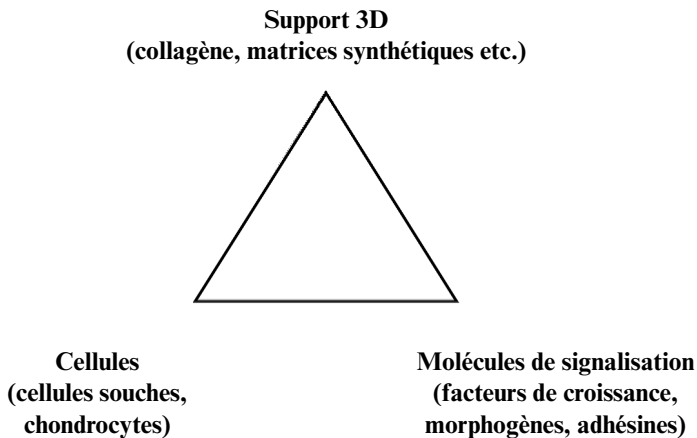 Support 3D
(collagène, matrices synthétiques etc.)
Cellules
(cellules souches,
chondrocytes)
Molécules de signalisation
(facteurs de croissance,
morphogènes, adhésines)